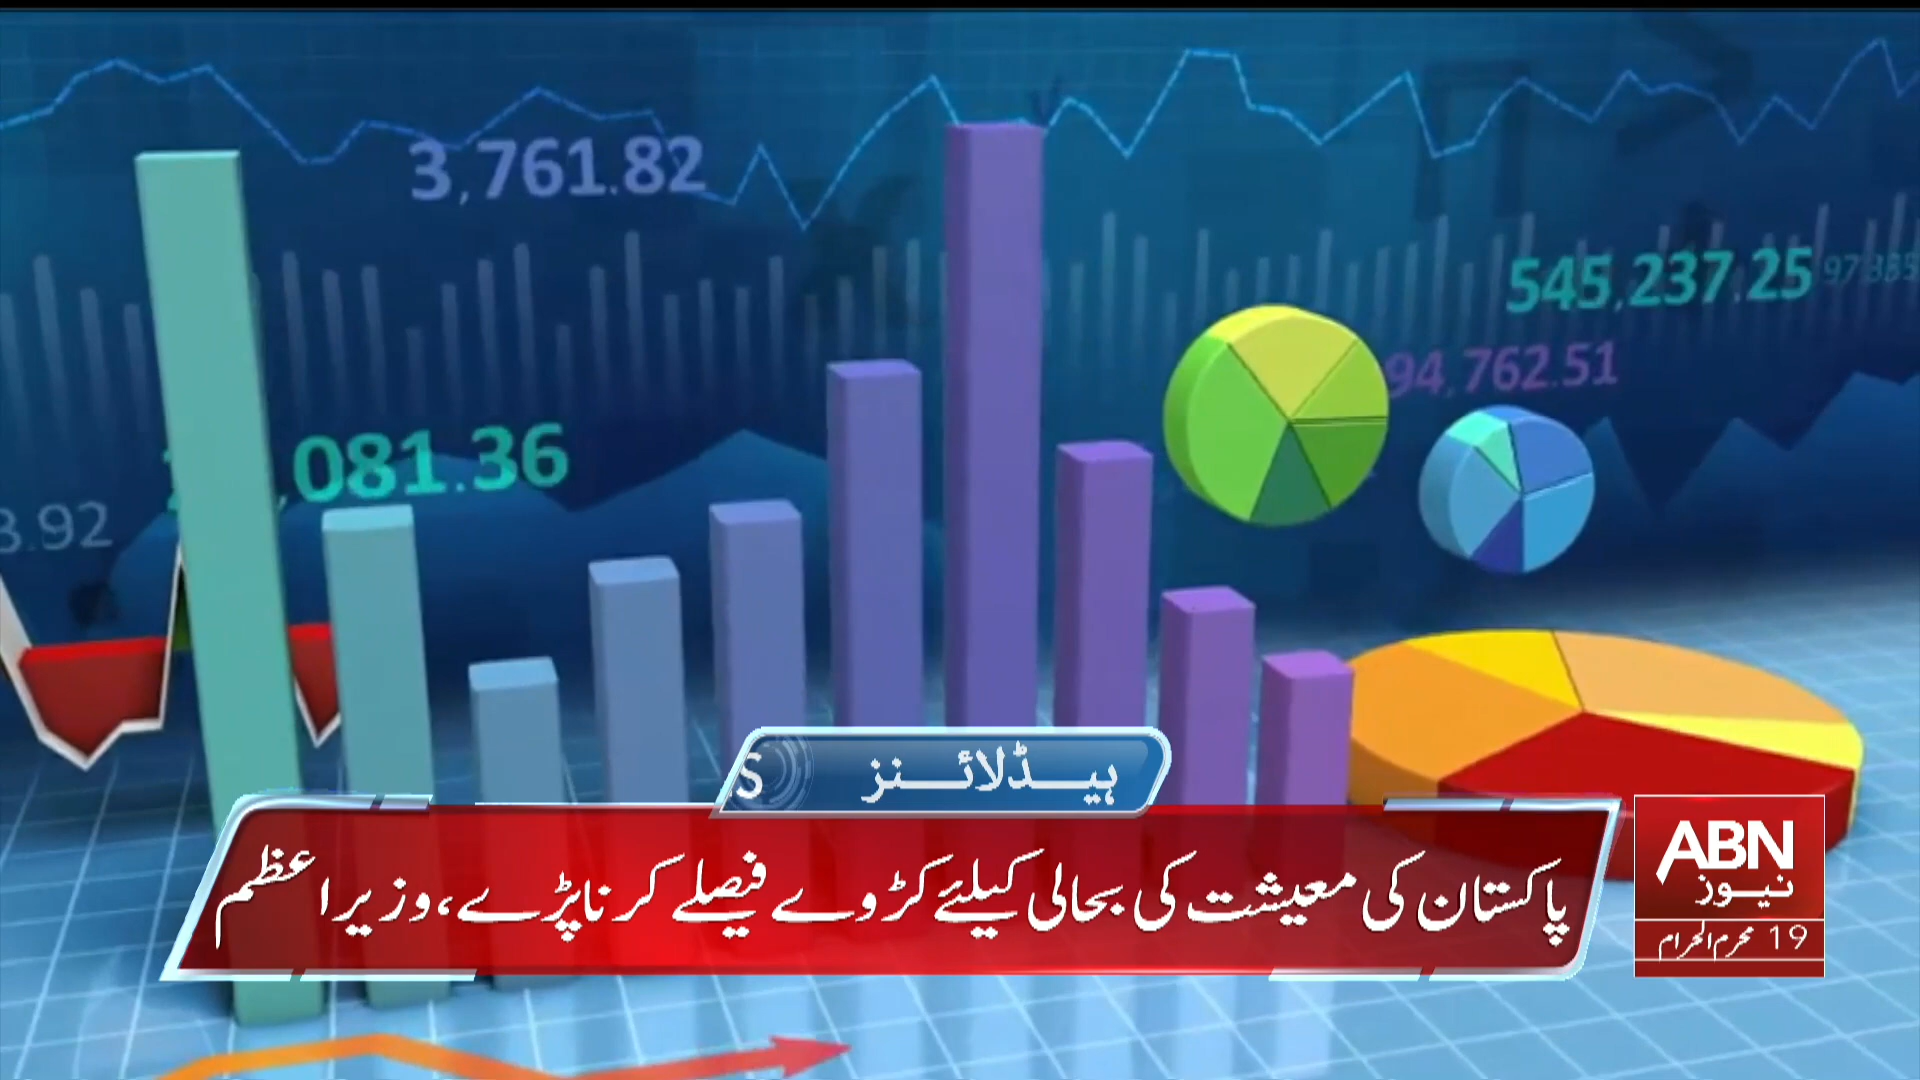 3,761.82
545,237.25
94,762.51
,081.36
3.92
ہیڈلائنز
S
پاکستان کی معیشت کی بحالی کیلئے کڑوے فیصلے کرنا پڑے، وزیراعظم
ABN
نیوز
19 محرم الحرام